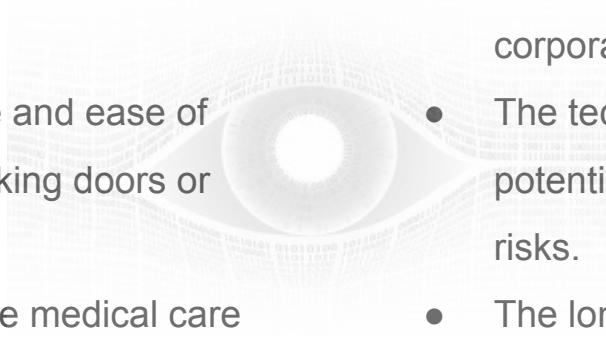 corpora
e and ease of
king doors or
e medical care
● The tec
potenti
risks.
● The lor